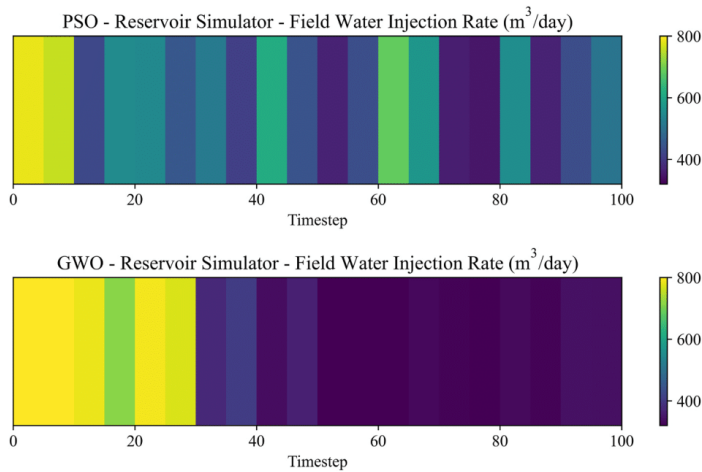 PSO - Reservoir Simulator - Field Water Injection Rate (m³/day)
800
600
400
0 20 40 60 80 100
Timestep
GWO - Reservoir Simulator - Field Water Injection Rate (m³/day)
800
600
400
0 20 40 60 80 100
Timestep